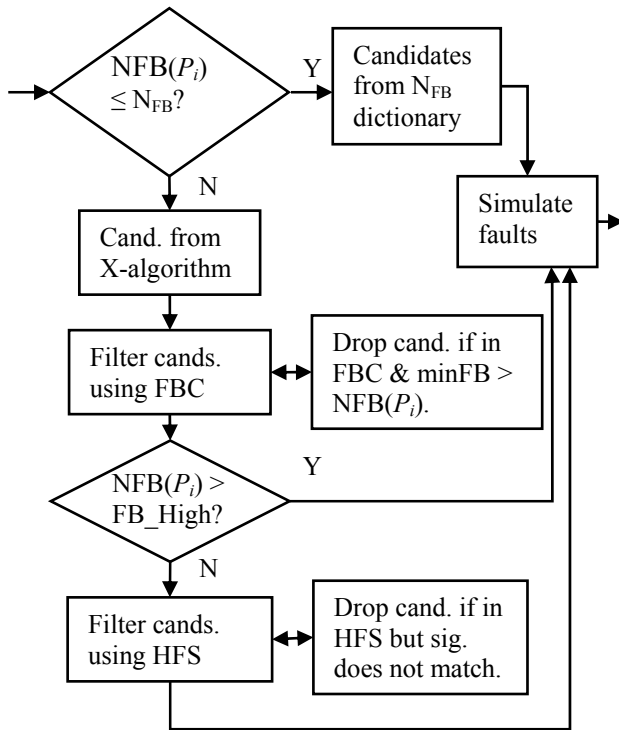 NFB(Pi)
≤ NFB?
Y
Candidates
from NFB
dictionary
N
Simulate
faults
Cand. from
X-algorithm
Filter cands.
using FBC
Drop cand. if in
FBC & minFB >
NFB(Pi).
NFB(Pi) >
FB_High?
Y
N
Filter cands.
using HFS
Drop cand. if in
HFS but sig.
does not match.